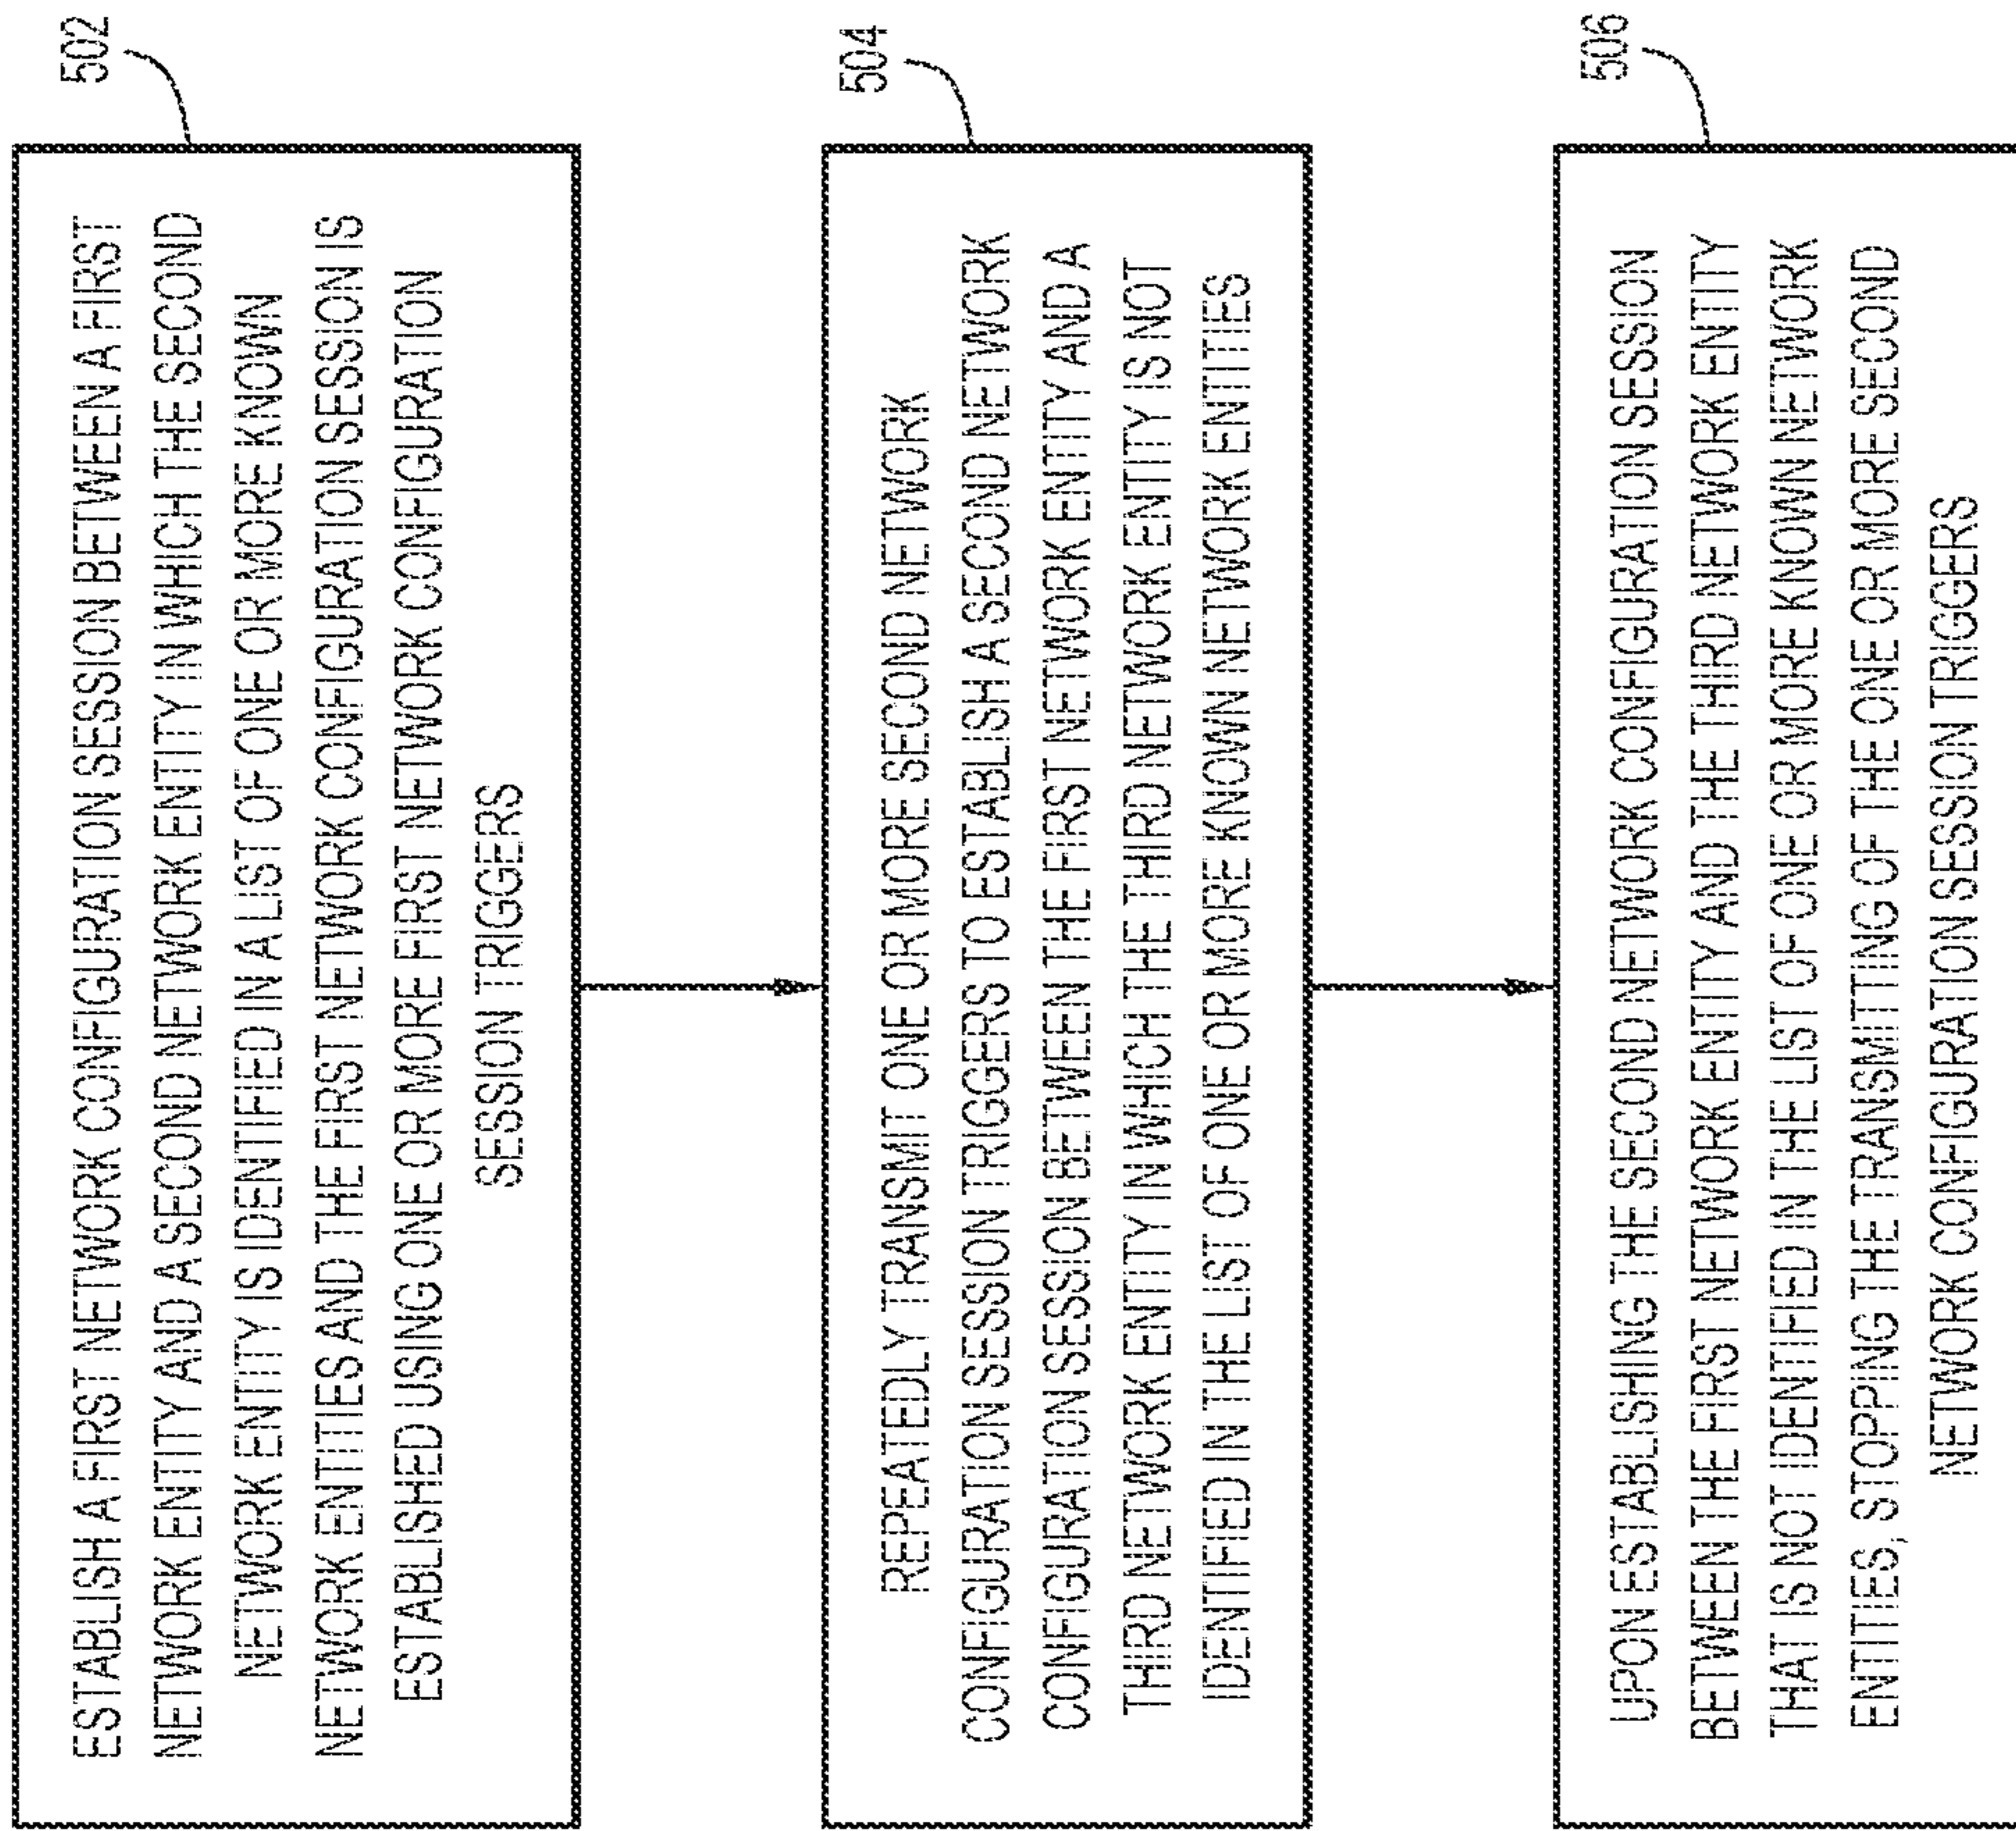 502
ESTABLISH A FIRST NETWORK CONFIGURATION SESSION BETWEEN A FIRST
NETWORK ENTITY AND A SECOND NETWORK ENTITY IN WHICH THE SECOND
NETWORK ENTITY IS IDENTIFIED IN A LIST OF ONE OR MORE KNOWN
NETWORK ENTITIES AND THE FIRST NETWORK CONFIGURATION SESSION IS
ESTABLISHED USING ONE OR MORE FIRST NETWORK CONFIGURATION
SESSION TRIGGERS
504
REPEATEDLY TRANSMIT ONE OR MORE SECOND NETWORK
CONFIGURATION SESSION TRIGGERS TO ESTABLISH A SECOND NETWORK
CONFIGURATION SESSION BETWEEN THE FIRST NETWORK ENTITY AND A
THIRD NETWORK ENTITY IN WHICH THE THIRD NETWORK ENTITY IS NOT
IDENTIFIED IN THE LIST OF ONE OR MORE KNOWN NETWORK ENTITIES
506
UPON ESTABLISHING THE SECOND NETWORK CONFIGURATION SESSION
BETWEEN THE FIRST NETWORK ENTITY AND THE THIRD NETWORK ENTITY
THAT IS NOT IDENTIFIED IN THE LIST OF ONE OR MORE KNOWN NETWORK
ENTITIES, STOPPING THE TRANSMITTING OF THE ONE OR MORE SECOND
NETWORK CONFIGURATION SESSION TRIGGERS